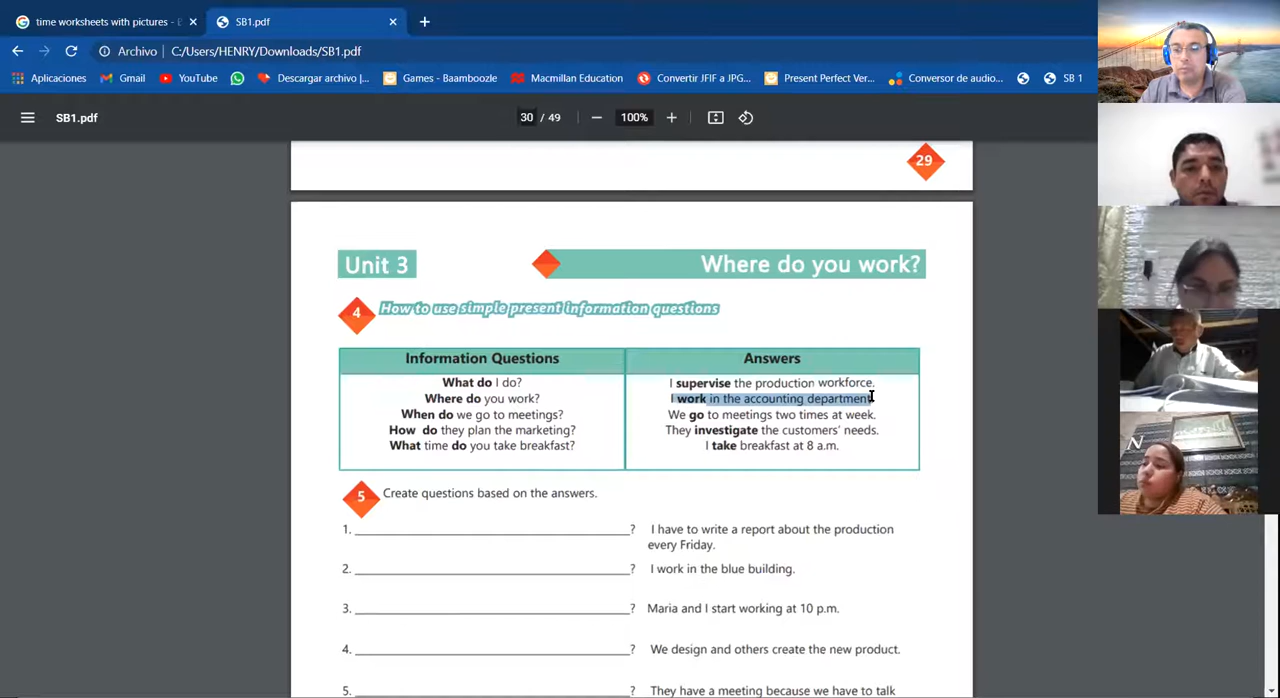 time worksheets with pictures - E
SB1.pdf
Archivo | C:/Users/HENRY/Downloads/SB1.pdf
Aplicaciones Gmail YouTube Descargar archivo |... Games - Baamboozle Macmillan Education Convertir JFIF a JPG... Present Perfect Ver... Conversor de audio... SB 1
SB1.pdf 30 / 49 100%
29
Unit 3 Where do you work?
4 How to use simple present information questions
Information Questions Answers
What do I do? I supervise the production workforce.
Where do you work? I work in the accounting department
When do we go to meetings? We go to meetings two times at week.
How do they plan the marketing? They investigate the customers' needs.
What time do you take breakfast? I take breakfast at 8 a.m.
5 Create questions based on the answers.
1. ? I have to write a report about the production
every Friday.
2. ? I work in the blue building.
3. ? Maria and I start working at 10 p.m.
4. ? We design and others create the new product.
5. ? They have a meeting because we have to talk